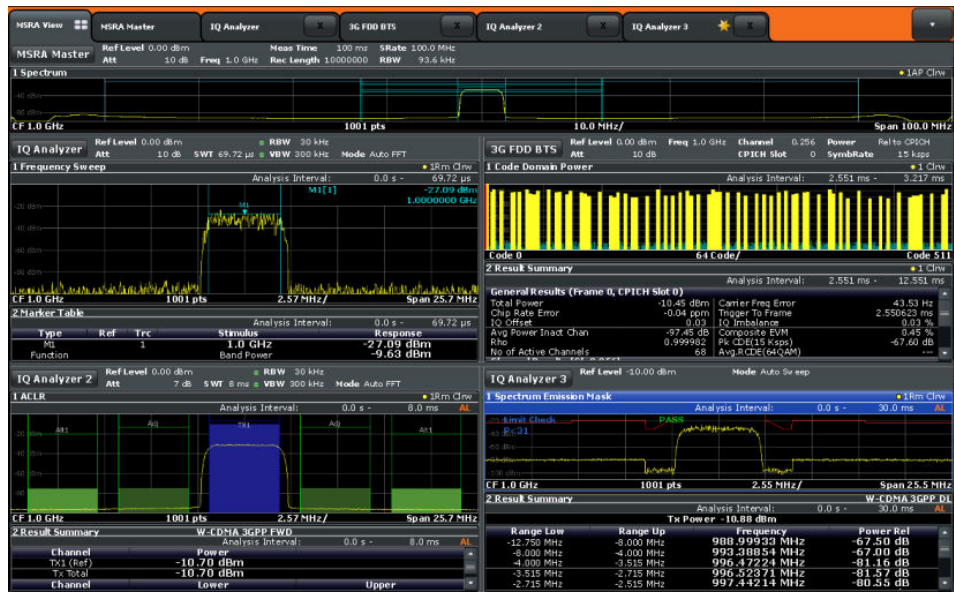 MSRA View MSRA Master IQ Analyzer X 3G FDD BTS X IQ Analyzer 2 X IQ Analyzer 3 X
MSRA Master Ref Level 0.00 dBm Meas Time 100 ms SRate 100.0 MHz
Att 10 dB Freq 1.0 GHz Rec Length 10000000 RBW 93.6 kHz
1 Spectrum 1AP Clrw
-40 dBm
CF 1.0 GHz 1001 pts 10.0 MHz/ Span 100.0 MHz
IQ Analyzer Ref Level 0.00 dBm RBW 30 kHz
Att 10 dB SWT 69.72 µs VBW 300 kHz Mode Auto FFT
1 Frequency Sweep 1Rm Clrw
Analysis Interval: 0.0 s - 69.72 µs
M1[1] -27.09 dBm
1.0000000 GHz
M1
-20 dBm
-60 dBm
CF 1.0 GHz 1001 pts 2.57 MHz/ Span 25.7 MHz
2 Marker Table
Analysis Interval: 0.0 s - 69.72 µs
Type Ref Trc Stimulus Response
M1 1 1.0 GHz -27.09 dBm
Function Band Power -9.63 dBm
3G FDD BTS Ref Level 0.00 dBm Freq 1.0 GHz Channel 0.256 Power Rel to CPICH
Att 10 dB CPICH Slot 0 SymbRate 15 ksps
1 Code Domain Power 1 Clrw
Analysis Interval: 2.551 ms - 3.217 ms
Code 0 64 Code/ Code 511
2 Result Summary 1 Clrw
Analysis Interval: 2.551 ms - 12.551 ms
General Results (Frame 0, CPICH Slot 0)
Total Power -10.45 dBm Carrier Freq Error 43.53 Hz
Chip Rate Error -0.04 ppm Trigger To Frame 2.550623 ms
IQ Offset 0.03 IQ Imbalance 0.03 %
Avg Power Inact Chan -97.45 dB Composite EVM 0.45 %
Rho 0.999982 Pk CDE(15 Ksps) -67.60 dB
No of Active Channels 68 Avg.RCDE(64QAM) ---
IQ Analyzer 2 Ref Level 0.00 dBm RBW 30 kHz
Att 7 dB SWT 8 ms VBW 300 kHz Mode Auto FFT
1 ACLR 1Rm Clrw
Analysis Interval: 0.0 s - 8.0 ms AL
Alt1 Adj TX1 Adj Alt1
CF 1.0 GHz 1001 pts 2.57 MHz/ Span 25.7 MHz
2 Result Summary W-CDMA 3GPP FWD
Analysis Interval: 0.0 s - 8.0 ms AL
Channel Power
TX1 (Ref) -10.70 dBm
Tx Total -10.70 dBm
Channel Lower Upper
IQ Analyzer 3 Ref Level -10.00 dBm Mode Auto Sweep
1 Spectrum Emission Mask 1Rm Clrw
Analysis Interval: 0.0 s - 30.0 ms AL
Limit Check PASS
P<31
CF 1.0 GHz 1001 pts 2.55 MHz/ Span 25.5 MHz
2 Result Summary W-CDMA 3GPP DL
Analysis Interval: 0.0 s - 30.0 ms AL
Tx Power -10.88 dBm
Range Low Range Up Frequency Power Rel
-12.750 MHz -8.000 MHz 988.99933 MHz -67.50 dB
-8.000 MHz -4.000 MHz 993.38854 MHz -67.00 dB
-4.000 MHz -3.515 MHz 996.47224 MHz -81.16 dB
-3.515 MHz -2.715 MHz 996.52371 MHz -81.57 dB
-2.715 MHz -2.515 MHz 997.44214 MHz -80.55 dB